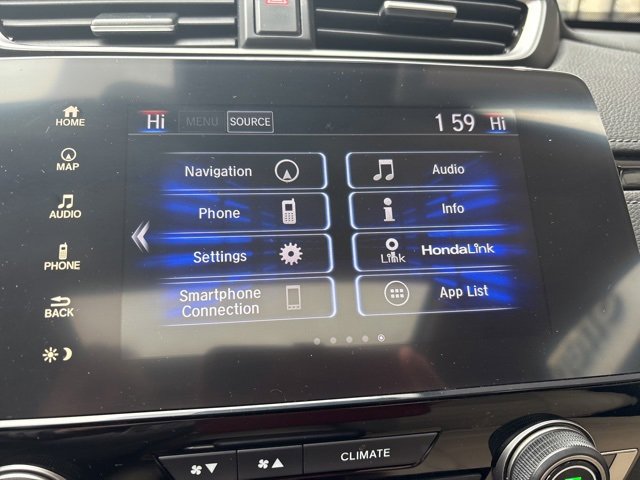 Hi MENU SOURCE 1 59 Hi
HOME
MAP
AUDIO
PHONE
BACK
Navigation
Audio
Phone
Info
Settings
Link HondaLink
Smartphone
Connection
App List
CLIMATE